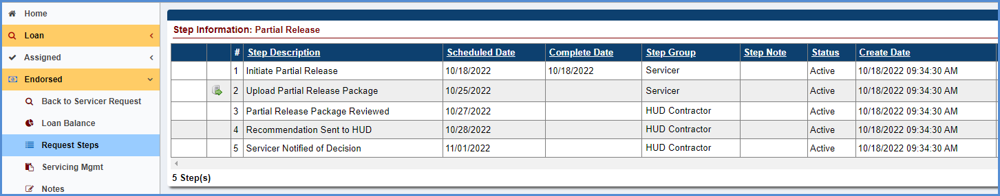 Home
Loan
Assigned
Endorsed
Back to Servicer Request
Loan Balance
Request Steps
Servicing Mgmt
Notes
Step Information: Partial Release
# Step Description Scheduled Date Complete Date Step Group Step Note Status Create Date
1 Initiate Partial Release 10/18/2022 10/18/2022 Servicer Active 10/18/2022 09:34:30 AM
2 Upload Partial Release Package 10/25/2022 Servicer Active 10/18/2022 09:34:30 AM
3 Partial Release Package Reviewed 10/27/2022 HUD Contractor Active 10/18/2022 09:34:30 AM
4 Recommendation Sent to HUD 10/28/2022 HUD Contractor Active 10/18/2022 09:34:30 AM
5 Servicer Notified of Decision 11/01/2022 HUD Contractor Active 10/18/2022 09:34:30 AM
5 Step(s)